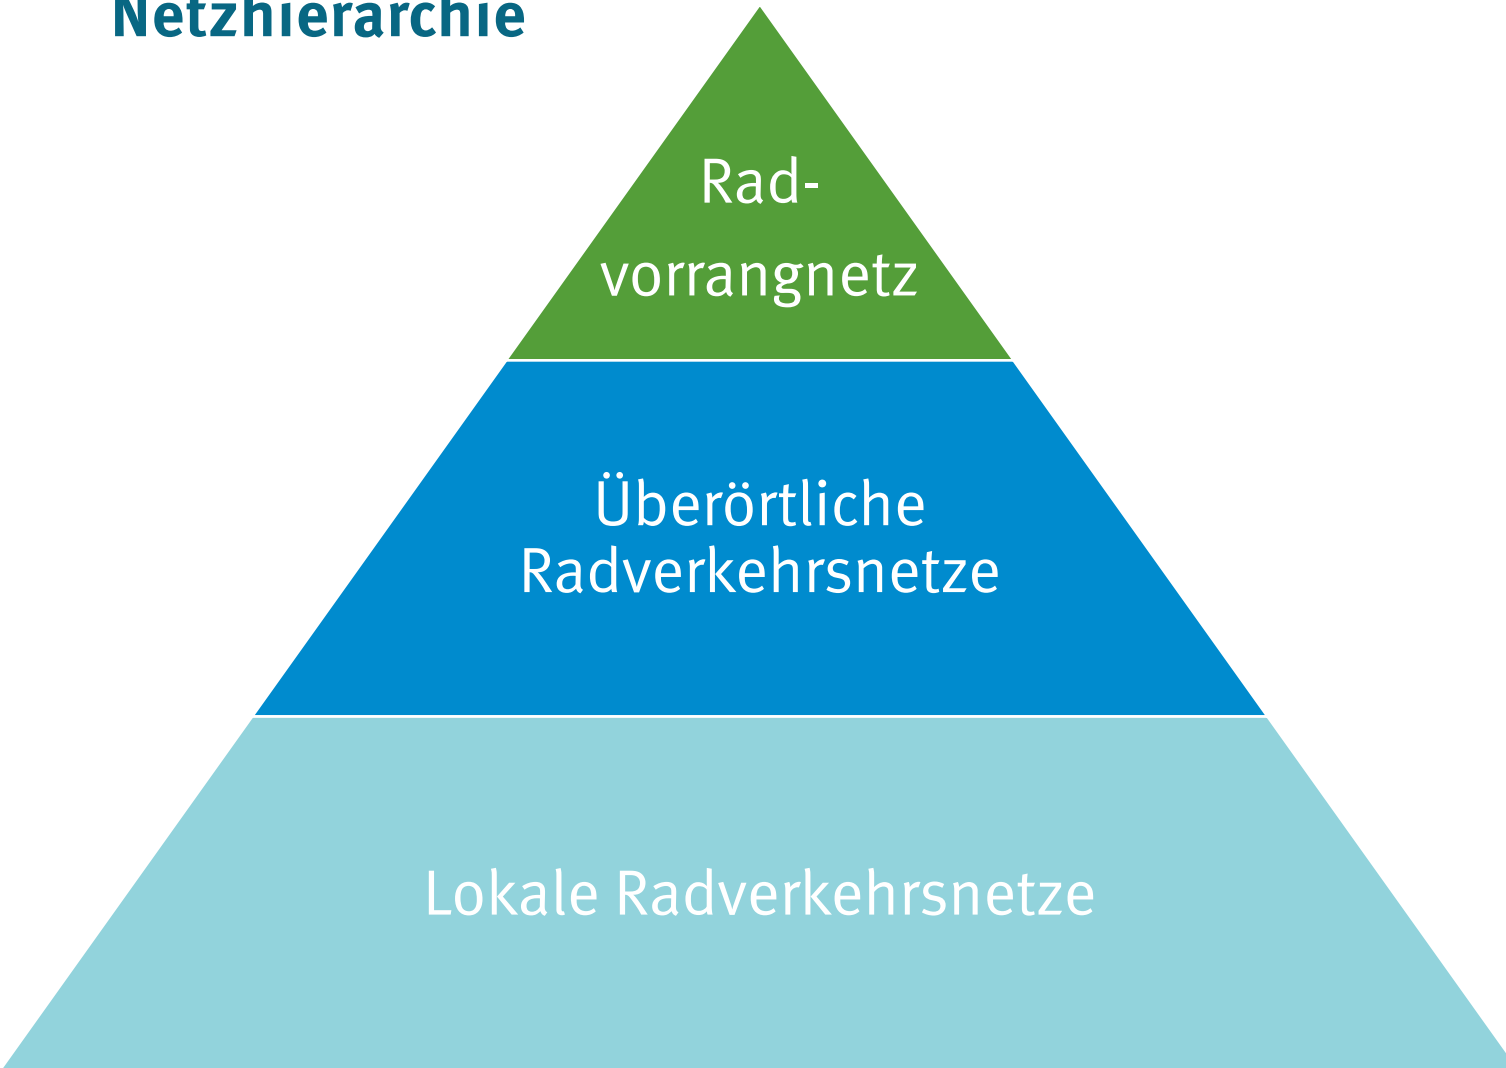 Netzhierarchie
Rad-
vorrangnetz
Überörtliche
Radverkehrsnetze
Lokale Radverkehrsnetze